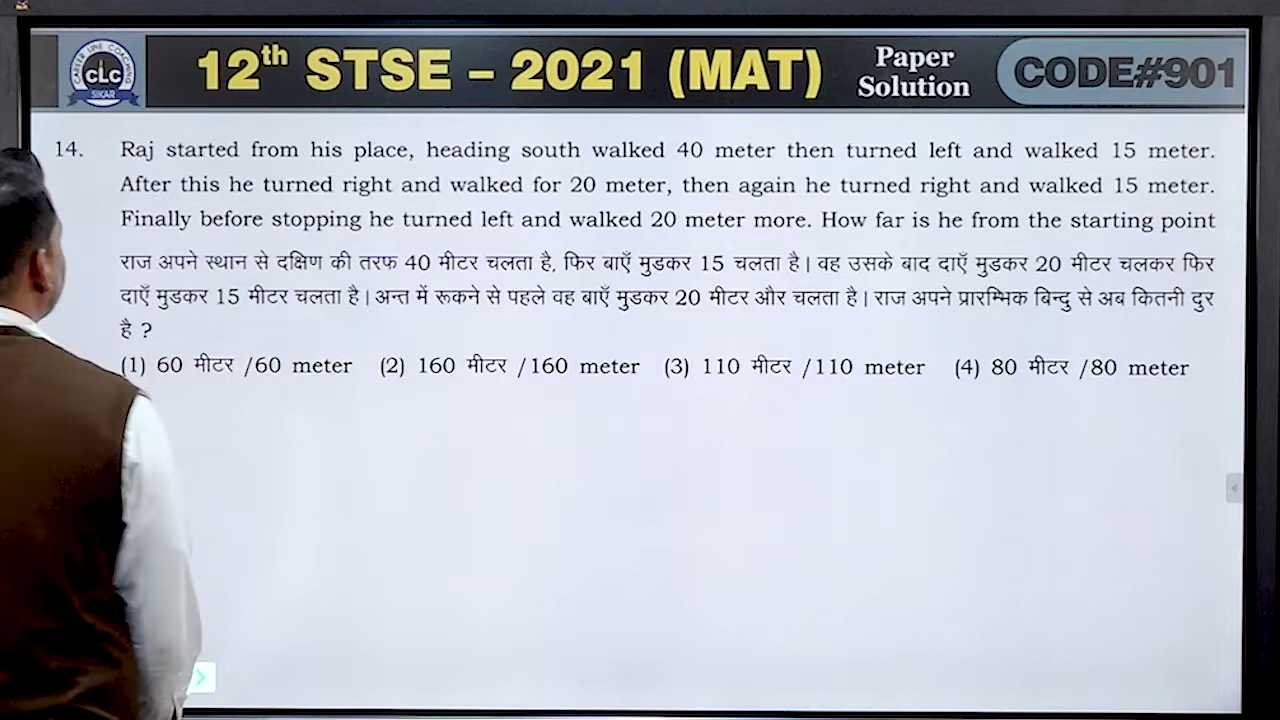 CAREER LINE COACHING
CLC
SIKAR
12th STSE – 2021 (MAT)
Paper
Solution
CODE#901
14. Raj started from his place, heading south walked 40 meter then turned left and walked 15 meter.
After this he turned right and walked for 20 meter, then again he turned right and walked 15 meter.
Finally before stopping he turned left and walked 20 meter more. How far is he from the starting point
राज अपने स्थान से दक्षिण की तरफ 40 मीटर चलता है, फिर बाएँ मुडकर 15 चलता है। वह उसके बाद दाएँ मुडकर 20 मीटर चलकर फिर
दाएँ मुडकर 15 मीटर चलता है। अन्त में रूकने से पहले वह बाएँ मुडकर 20 मीटर और चलता है। राज अपने प्रारम्भिक बिन्दु से अब कितनी दुर
है ?
(1) 60 मीटर /60 meter (2) 160 मीटर /160 meter (3) 110 मीटर /110 meter (4) 80 मीटर /80 meter